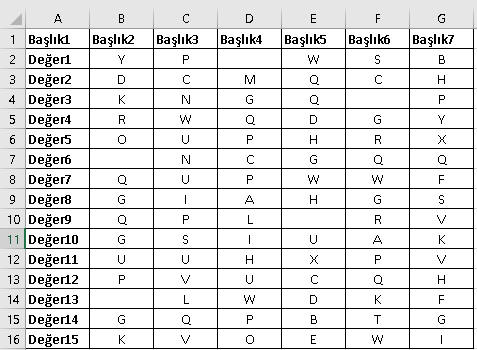 A B C D E F G
1 Başlık1 Başlık2 Başlık3 Başlık4 Başlık5 Başlık6 Başlık7
2 Değer1 Y P W S B
3 Değer2 D C M Q C H
4 Değer3 K N G Q P
5 Değer4 R W Q D G Y
6 Değer5 O U P H R X
7 Değer6 N C G Q Q
8 Değer7 Q U P W W F
9 Değer8 G I A H G S
10 Değer9 Q P L R V
11 Değer10 G S I U A K
12 Değer11 U U H X P V
13 Değer12 P V U C Q H
14 Değer13 L W D K F
15 Değer14 G Q P B T G
16 Değer15 K V O E W I